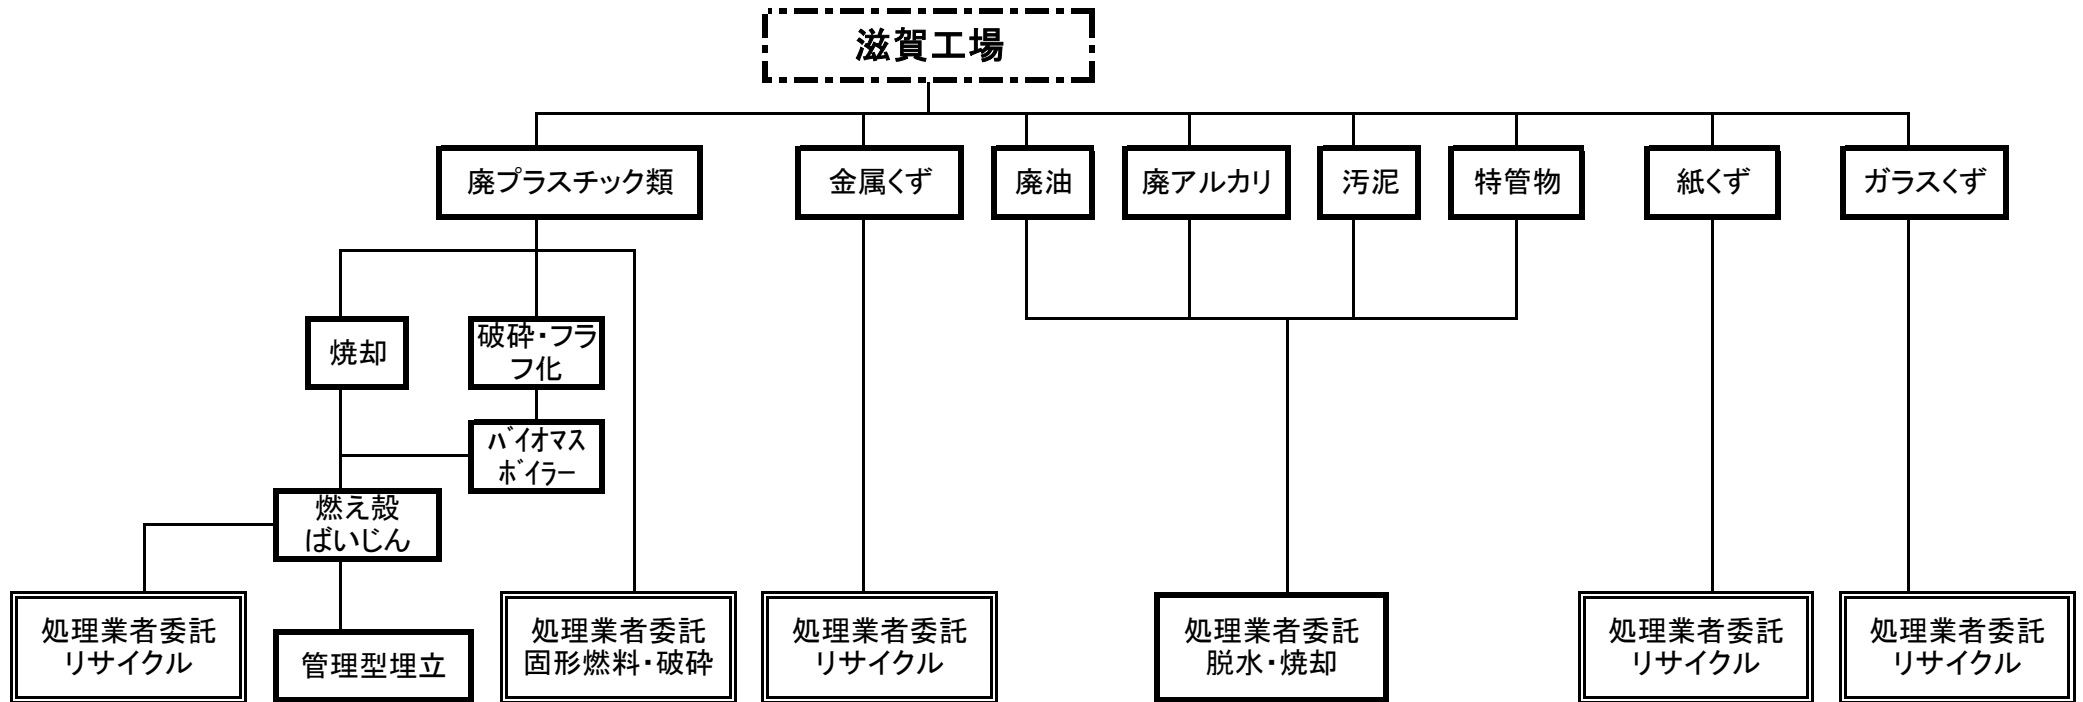 滋賀工場
廃プラスチック類
金属くず
廃油
廃アルカリ
汚泥
特管物
紙くず
ガラスくず
焼却
破砕・フラ
フ化
ﾊﾞｲｵﾏｽ
ﾎﾞｲﾗｰ
燃え殻
ばいじん
処理業者委託
リサイクル
管理型埋立
処理業者委託
固形燃料・破砕
処理業者委託
リサイクル
処理業者委託
脱水・焼却
処理業者委託
リサイクル
処理業者委託
リサイクル